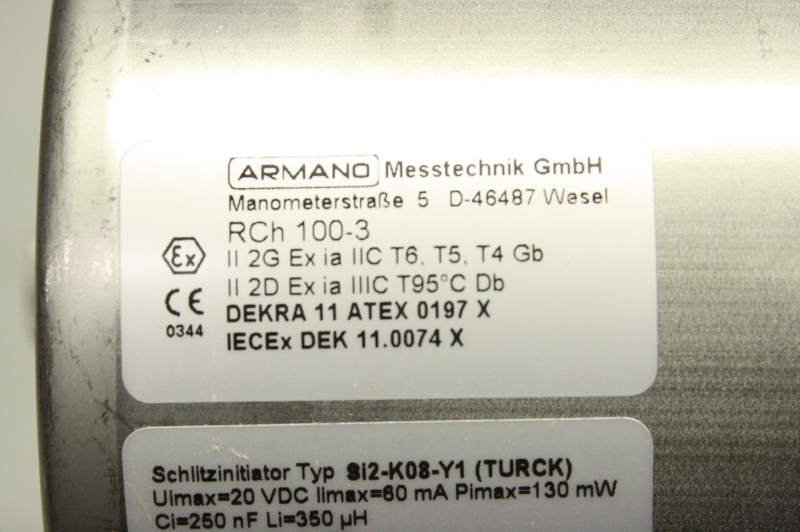 ARMANO Messtechnik GmbH
Manometerstraße 5 D-46487 Wesel
RCh 100-3
Ex II 2G Ex ia IIC T6, T5, T4 Gb
II 2D Ex ia IIIC T95°C Db
CE DEKRA 11 ATEX 0197 X
0344 IECEx DEK 11.0074 X
Schlitzinitiator Typ Si2-K08-Y1 (TURCK)
Uimax=20 VDC Iimax=60 mA Pimax=130 mW
Ci=250 nF Li=350 µH